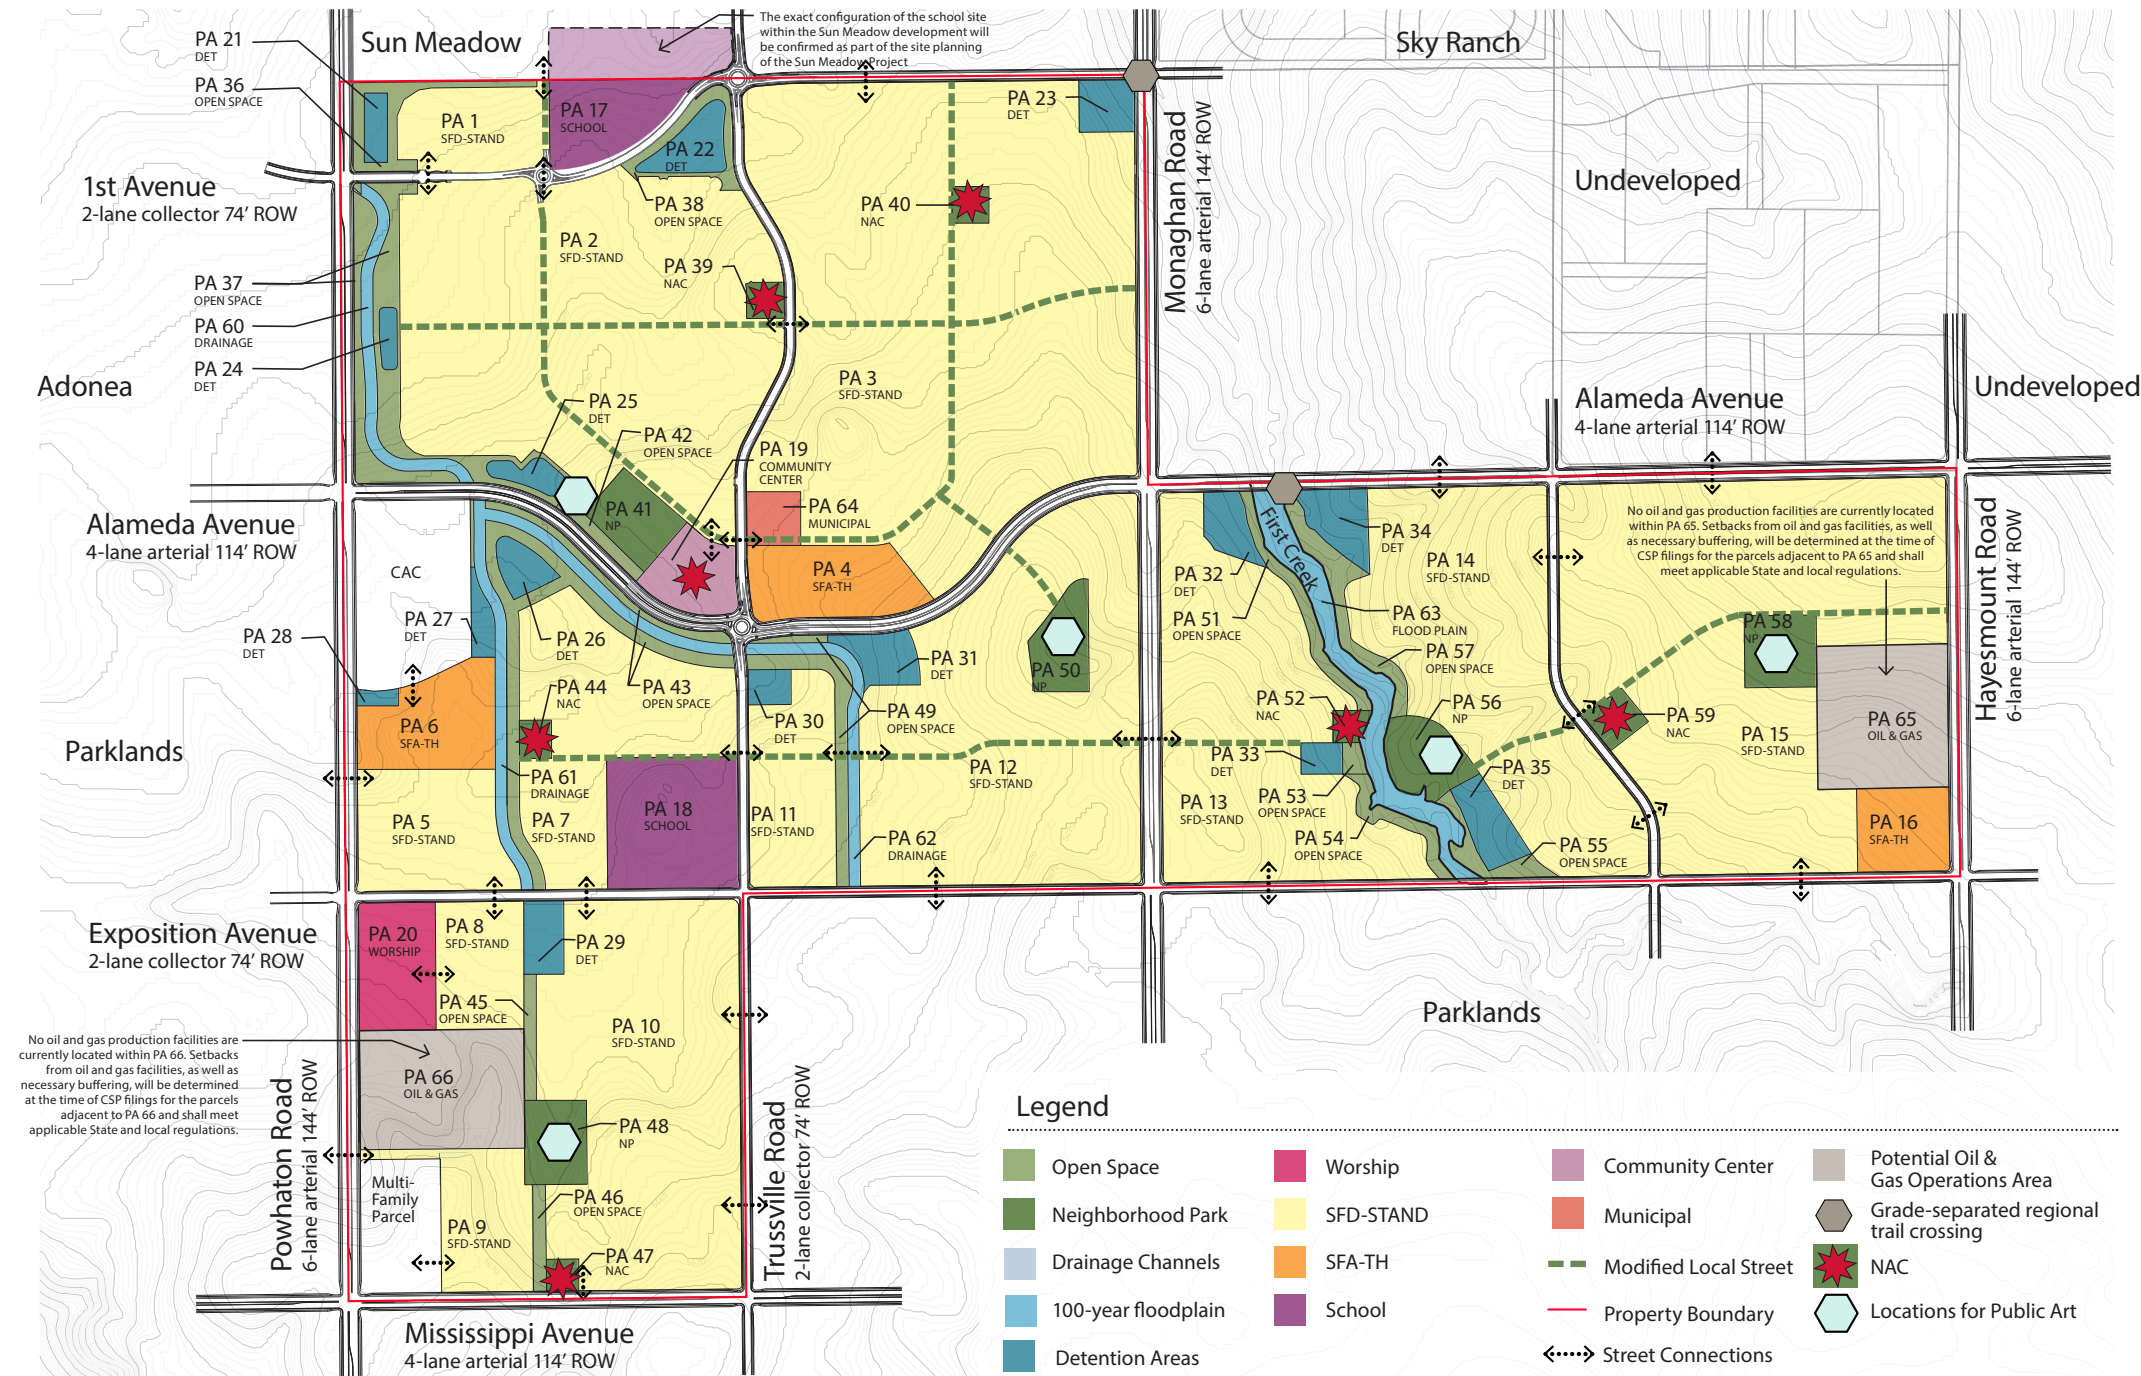 The exact configuration of the school site
within the Sun Meadow development will
be confirmed as part of the site planning
of the Sun Meadow Project
Sun Meadow
Sky Ranch
PA 21
DET
PA 36
OPEN SPACE
PA 1
SFD-STAND
PA 17
SCHOOL
PA 22
DET
PA 23
DET
1st Avenue
2-lane collector 74’ ROW
PA 38
OPEN SPACE
PA 40
NAC
Monaghan Road
6-lane arterial 144’ ROW
Undeveloped
PA 2
SFD-STAND
PA 39
NAC
PA 37
OPEN SPACE
PA 60
DRAINAGE
PA 24
DET
Adonea
PA 3
SFD-STAND
Undeveloped
Alameda Avenue
4-lane arterial 114’ ROW
PA 25
DET
PA 42
OPEN SPACE
PA 19
COMMUNITY
CENTER
PA 41
NP
PA 64
MUNICIPAL
Alameda Avenue
4-lane arterial 114’ ROW
CAC
PA 4
SFA-TH
First Creek
PA 34
DET
PA 14
SFD-STAND
No oil and gas production facilities are currently located
within PA 65. Setbacks from oil and gas facilities, as well
as necessary buffering, will be determined at the time of
CSP filings for the parcels adjacent to PA 65 and shall
meet applicable State and local regulations.
Hayesmount Road
6-lane arterial 144’ ROW
PA 32
DET
PA 51
OPEN SPACE
PA 63
FLOOD PLAIN
PA 57
OPEN SPACE
PA 58
NP
PA 27
DET
PA 28
DET
PA 26
DET
PA 31
DET
PA 50
NP
PA 44
NAC
PA 43
OPEN SPACE
PA 30
DET
PA 49
OPEN SPACE
PA 52
NAC
PA 56
NP
PA 59
NAC
PA 15
SFD-STAND
PA 65
OIL & GAS
Parklands
PA 6
SFA-TH
PA 61
DRAINAGE
PA 12
SFD-STAND
PA 33
DET
PA 35
DET
PA 5
SFD-STAND
PA 7
SFD-STAND
PA 18
SCHOOL
PA 11
SFD-STAND
PA 62
DRAINAGE
PA 13
SFD-STAND
PA 53
OPEN SPACE
PA 54
OPEN SPACE
PA 55
OPEN SPACE
PA 16
SFA-TH
Exposition Avenue
2-lane collector 74’ ROW
PA 20
WORSHIP
PA 8
SFD-STAND
PA 29
DET
PA 45
OPEN SPACE
PA 10
SFD-STAND
Parklands
No oil and gas production facilities are
currently located within PA 66. Setbacks
from oil and gas facilities, as well as
necessary buffering, will be determined
at the time of CSP filings for the parcels
adjacent to PA 66 and shall meet
applicable State and local regulations.
PA 66
OIL & GAS
PA 48
NP
Powhaton Road
6-lane arterial 144’ ROW
Multi-
Family
Parcel
PA 9
SFD-STAND
PA 46
OPEN SPACE
PA 47
NAC
Trussville Road
2-lane collector 74’ ROW
Mississippi Avenue
4-lane arterial 114’ ROW
Legend
Open Space
Neighborhood Park
Drainage Channels
100-year floodplain
Detention Areas
Worship
SFD-STAND
SFA-TH
School
Community Center
Municipal
Modified Local Street
Property Boundary
Street Connections
Potential Oil &
Gas Operations Area
Grade-separated regional
trail crossing
NAC
Locations for Public Art